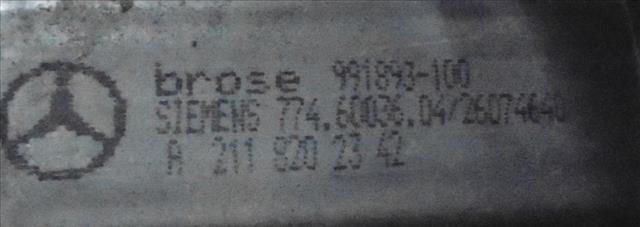 brose 991893-100
SIEMENS 774.60036.04/26074640
A 211 820 23 42